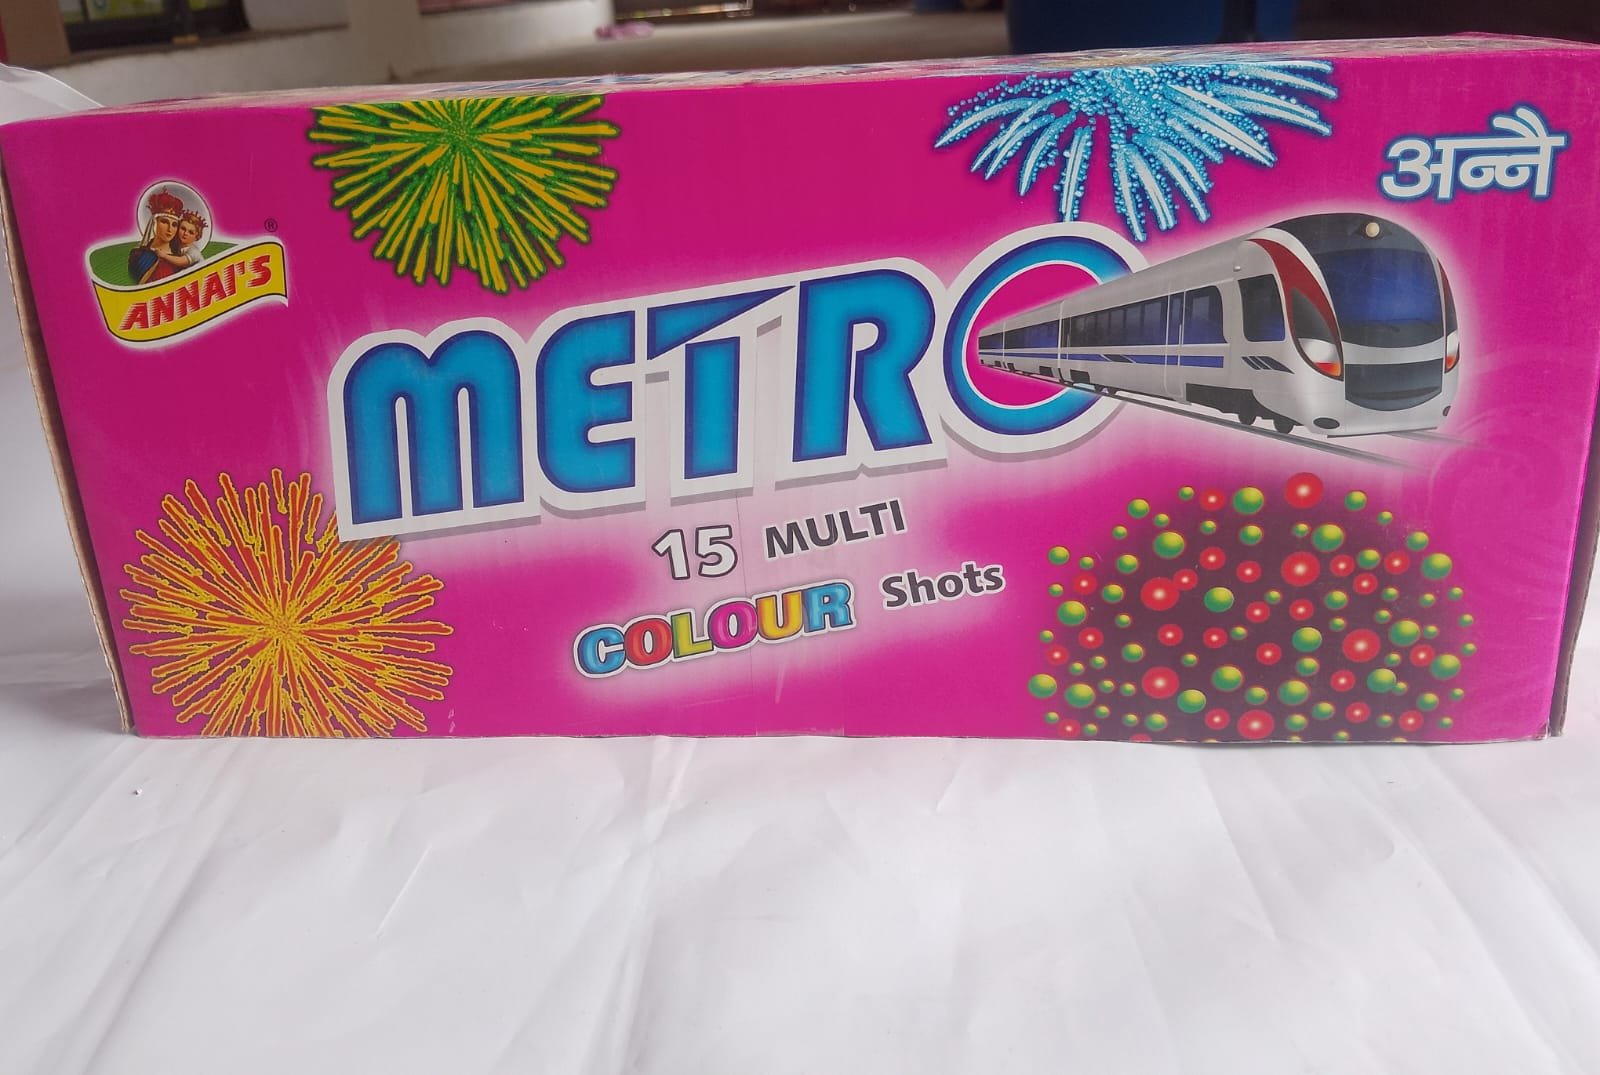 ANNAI'S
®
अन्नै
METRO
15 MULTI
COLOUR Shots